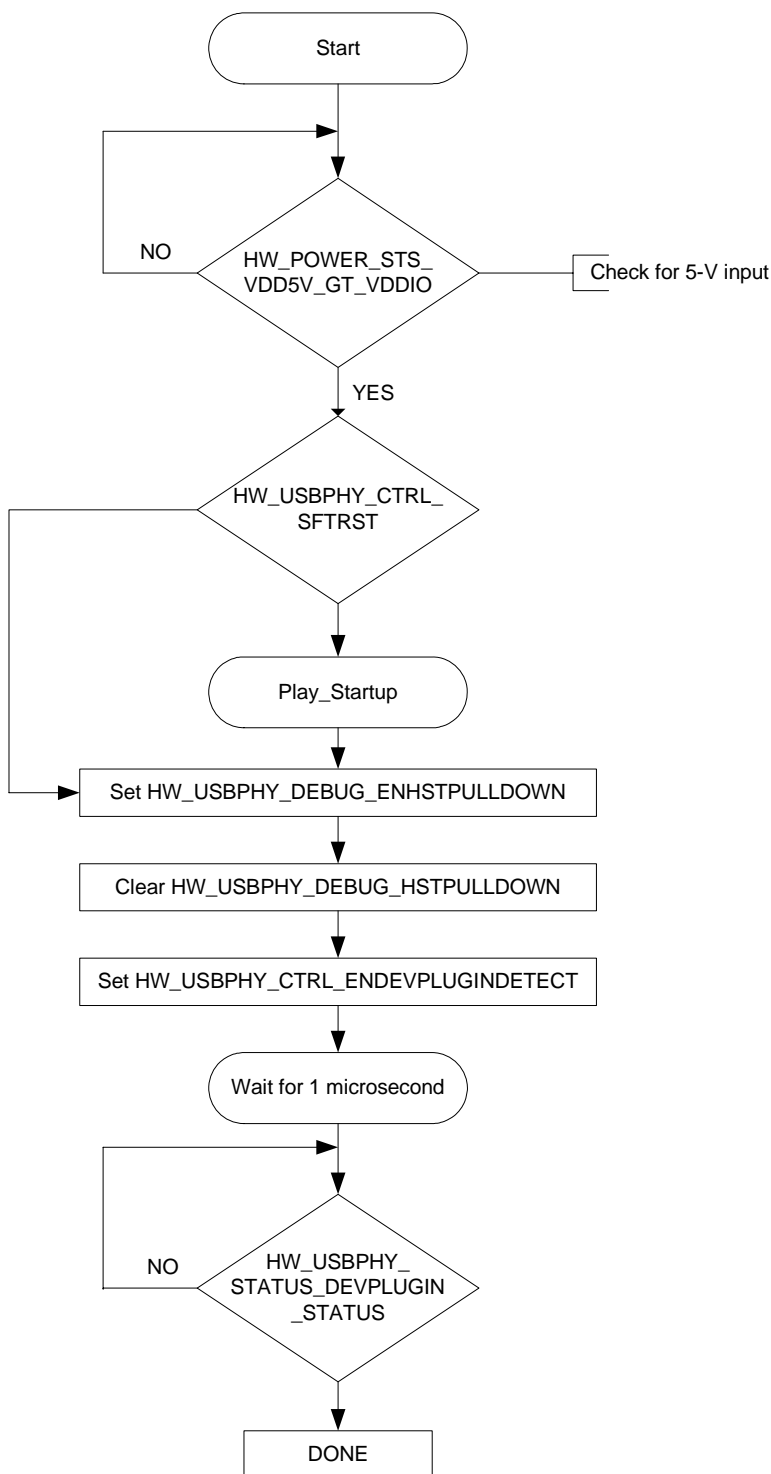 Start
NO
HW_POWER_STS_
VDD5V_GT_VDDIO
Check for 5-V input
YES
HW_USBPHY_CTRL_
SFTRST
Play_Startup
Set HW_USBPHY_DEBUG_ENHSTPULLDOWN
Clear HW_USBPHY_DEBUG_HSTPULLDOWN
Set HW_USBPHY_CTRL_ENDEVPLUGINDETECT
Wait for 1 microsecond
NO
HW_USBPHY_
STATUS_DEVPLUGIN
_STATUS
DONE